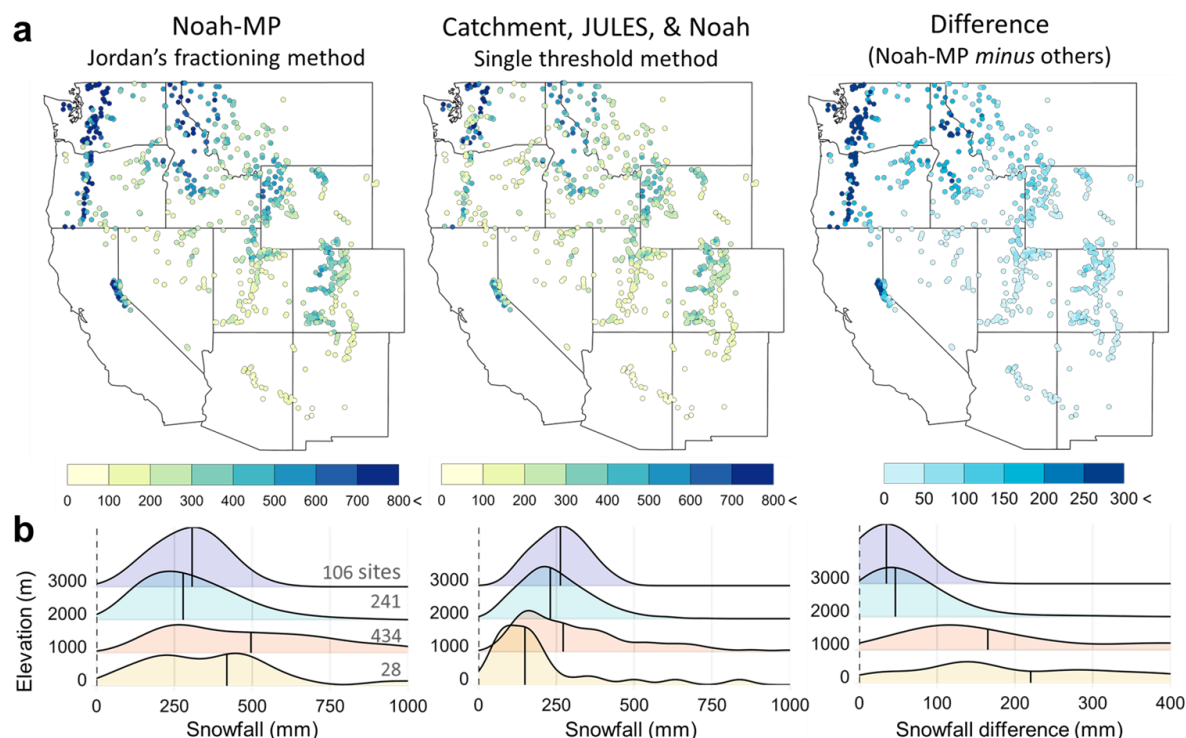 a
Noah-MP
Jordan's fractioning method
Catchment, JULES, & Noah
Single threshold method
Difference
(Noah-MP minus others)
0 100 200 300 400 500 600 700 800 <
0 100 200 300 400 500 600 700 800 <
0 50 100 150 200 250 300 <
b
Elevation (m)
3000
2000
1000
0
106 sites
241
434
28
0 250 500 750 1000
Snowfall (mm)
3000
2000
1000
0
0 250 500 750 1000
Snowfall (mm)
3000
2000
1000
0
0 100 200 300 400
Snowfall difference (mm)